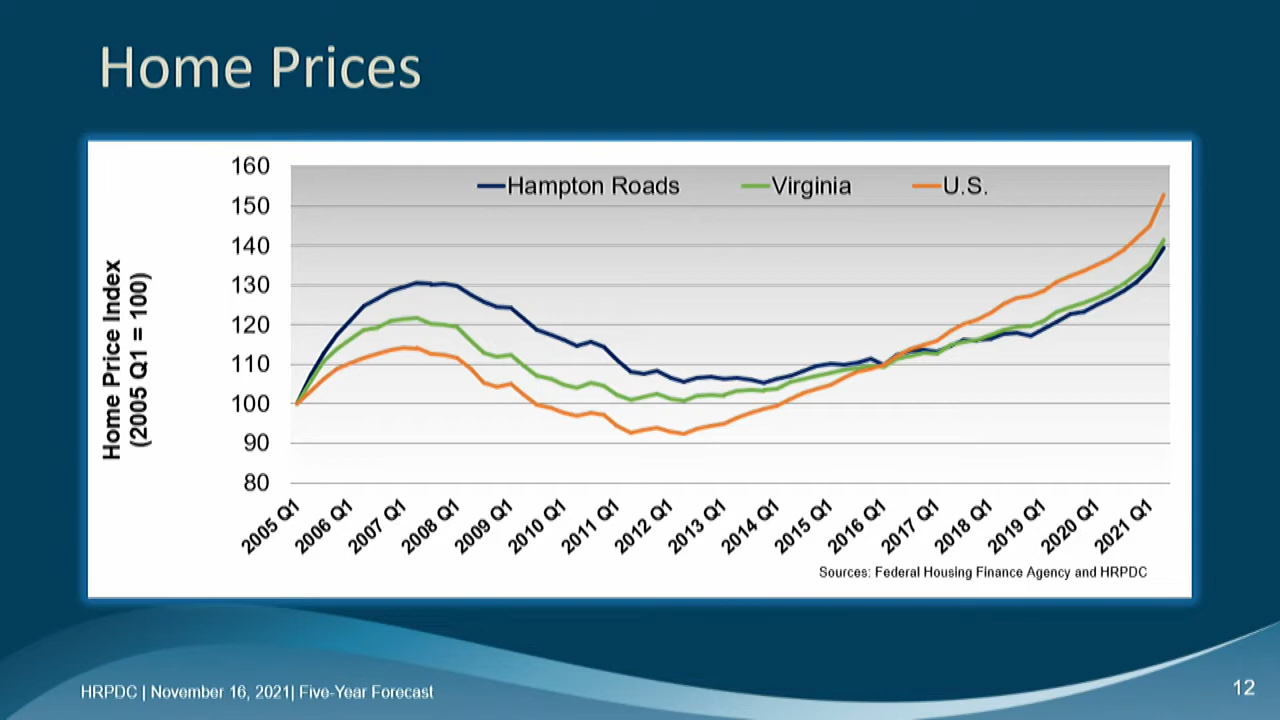 Home Prices
Home Price Index
(2005 Q1 = 100)
160
150
140
130
120
110
100
90
80
Hampton Roads
Virginia
U.S.
2005 Q1
2006 Q1
2007 Q1
2008 Q1
2009 Q1
2010 Q1
2011 Q1
2012 Q1
2013 Q1
2014 Q1
2015 Q1
2016 Q1
2017 Q1
2018 Q1
2019 Q1
2020 Q1
2021 Q1
Sources: Federal Housing Finance Agency and HRPDC
HRPDC | November 16, 2021| Five-Year Forecast
12